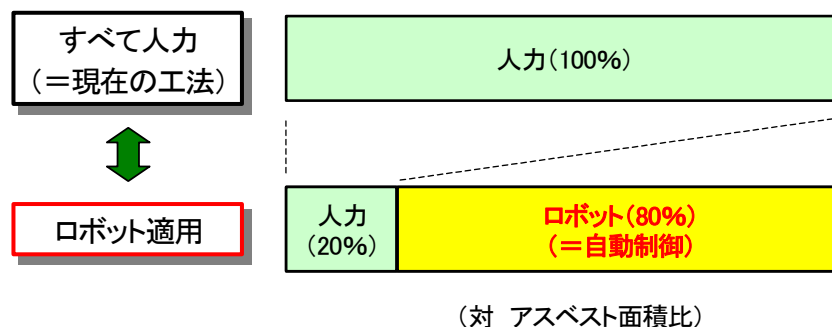 すべて人力
(=現在の工法)
人力(100%)
ロボット適用
人力
(20%)
ロボット(80%)
(=自動制御)
(対 アスベスト面積比)